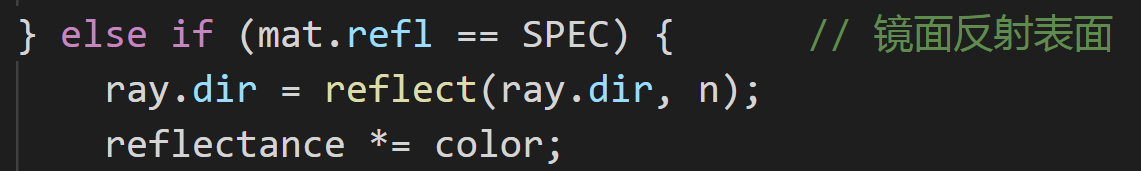 } else if (mat.refl == SPEC) {      // 镜面反射表面
    ray.dir = reflect(ray.dir, n);
    reflectance *= color;